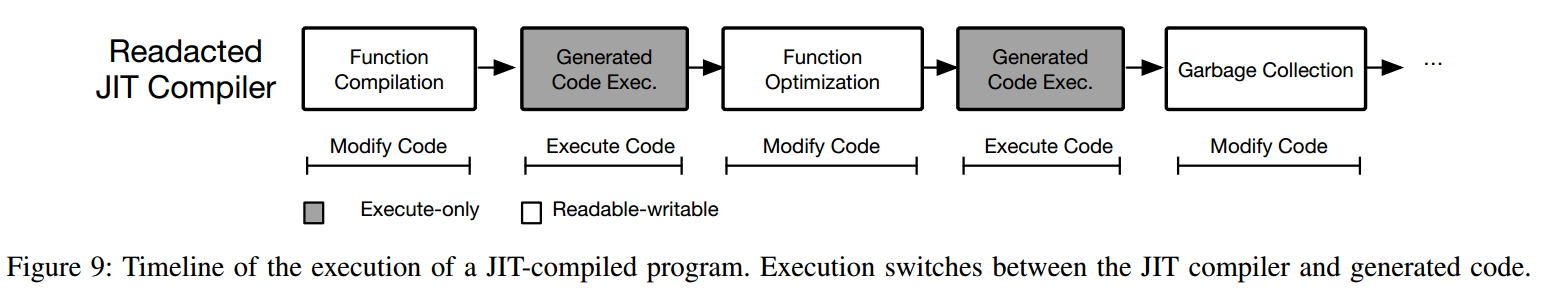 Readacted
JIT Compiler
Function
Compilation
Generated
Code Exec.
Function
Optimization
Generated
Code Exec.
Garbage Collection
...
Modify Code
Execute Code
Modify Code
Execute Code
Modify Code
Execute-only
Readable-writable
Figure 9: Timeline of the execution of a JIT-compiled program. Execution switches between the JIT compiler and generated code.